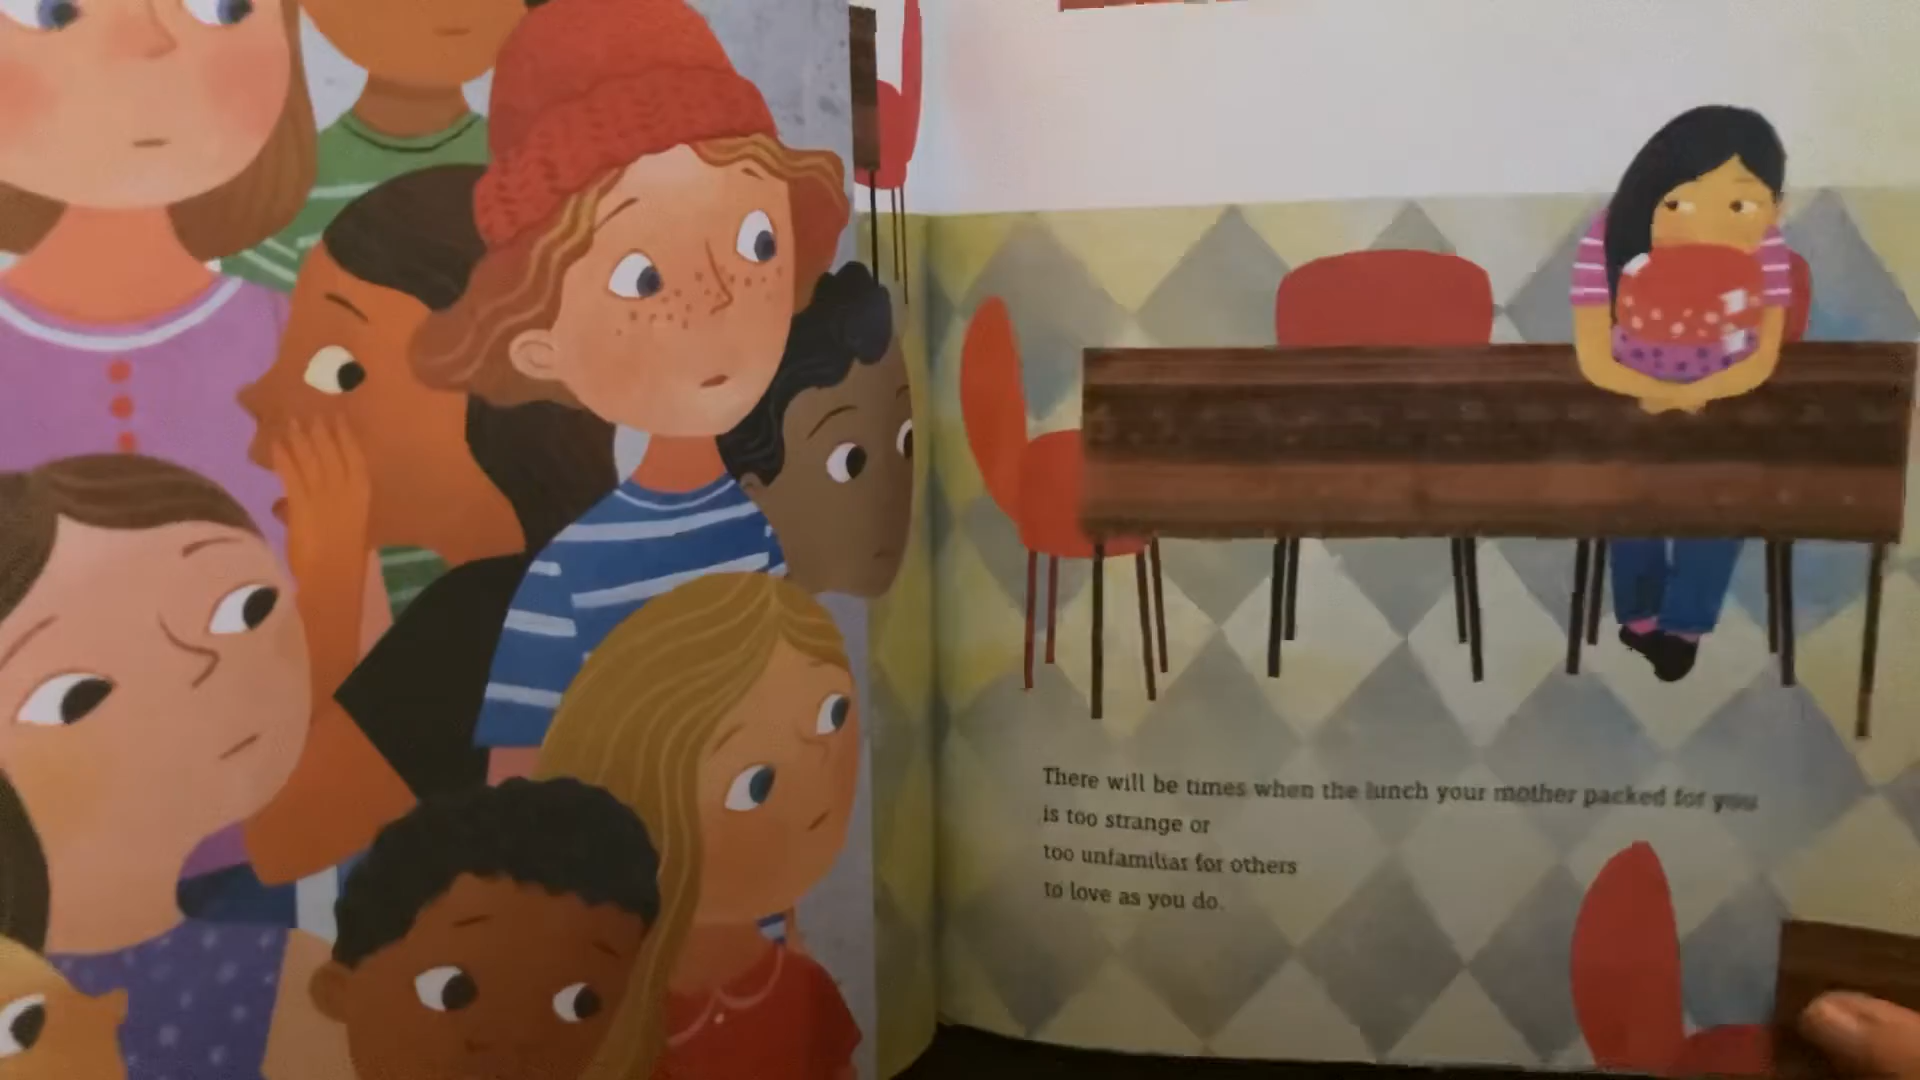 There will be times when the lunch your mother packed for you
is too strange or
too unfamiliar for others
to love as you do.